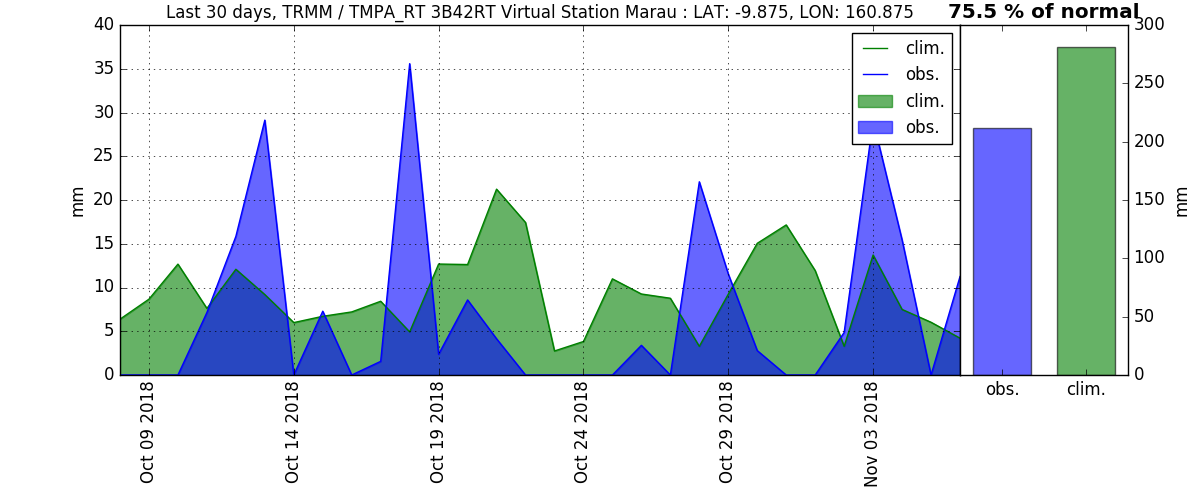 Last 30 days, TRMM / TMPA_RT 3B42RT Virtual Station Marau : LAT: -9.875, LON: 160.875
75.5 % of normal
40
35
30
25
20
15
10
5
0
mm
clim.
obs.
clim.
obs.
Oct 09 2018
Oct 14 2018
Oct 19 2018
Oct 24 2018
Oct 29 2018
Nov 03 2018
300
250
200
150
100
50
0
mm
obs.
clim.